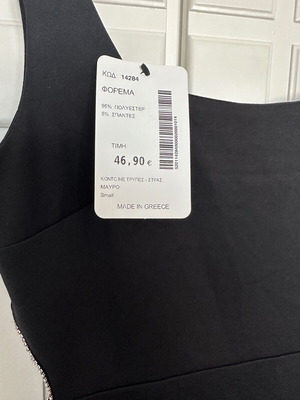 ΚΩΔ: 14284
ΦΟΡΕΜΑ
95% ΠΟΛΥΕΣΤΕΡ
5% ΣΠΑΝΤΕΞ
ΤΙΜΗ
46,90 €
ΚΟΝΤΟ ΜΕ ΤΡΥΠΕΣ - ΣΤΡΑΣ
ΜΑΥΡΟ
Small
MADE IN GREECE